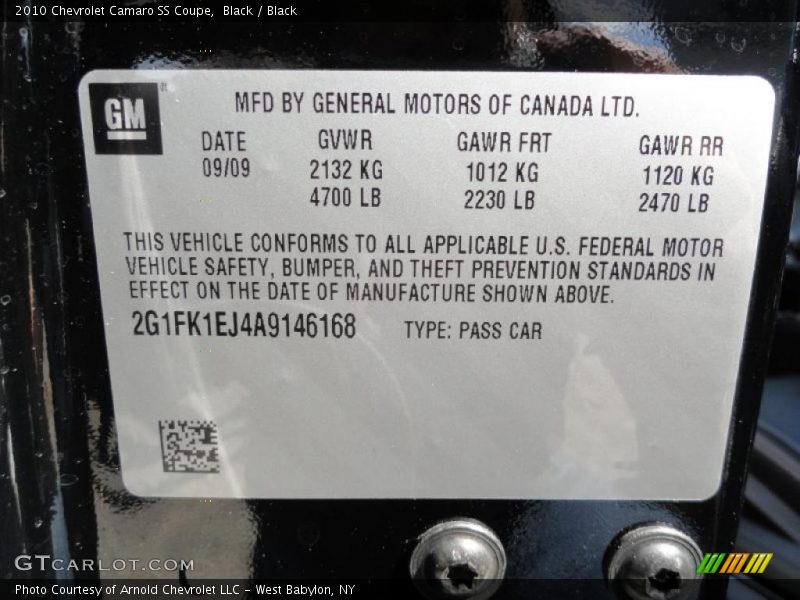 2010 Chevrolet Camaro SS Coupe,  Black / Black
GM
MFD BY GENERAL MOTORS OF CANADA LTD.
DATE GVWR GAWR FRT GAWR RR
09/09 2132 KG 1012 KG 1120 KG
4700 LB 2230 LB 2470 LB
THIS VEHICLE CONFORMS TO ALL APPLICABLE U.S. FEDERAL MOTOR
VEHICLE SAFETY, BUMPER, AND THEFT PREVENTION STANDARDS IN
EFFECT ON THE DATE OF MANUFACTURE SHOWN ABOVE.
2G1FK1EJ4A9146168 TYPE: PASS CAR
GTCARLOT.COM
Photo Courtesy of Arnold Chevrolet LLC - West Babylon, NY